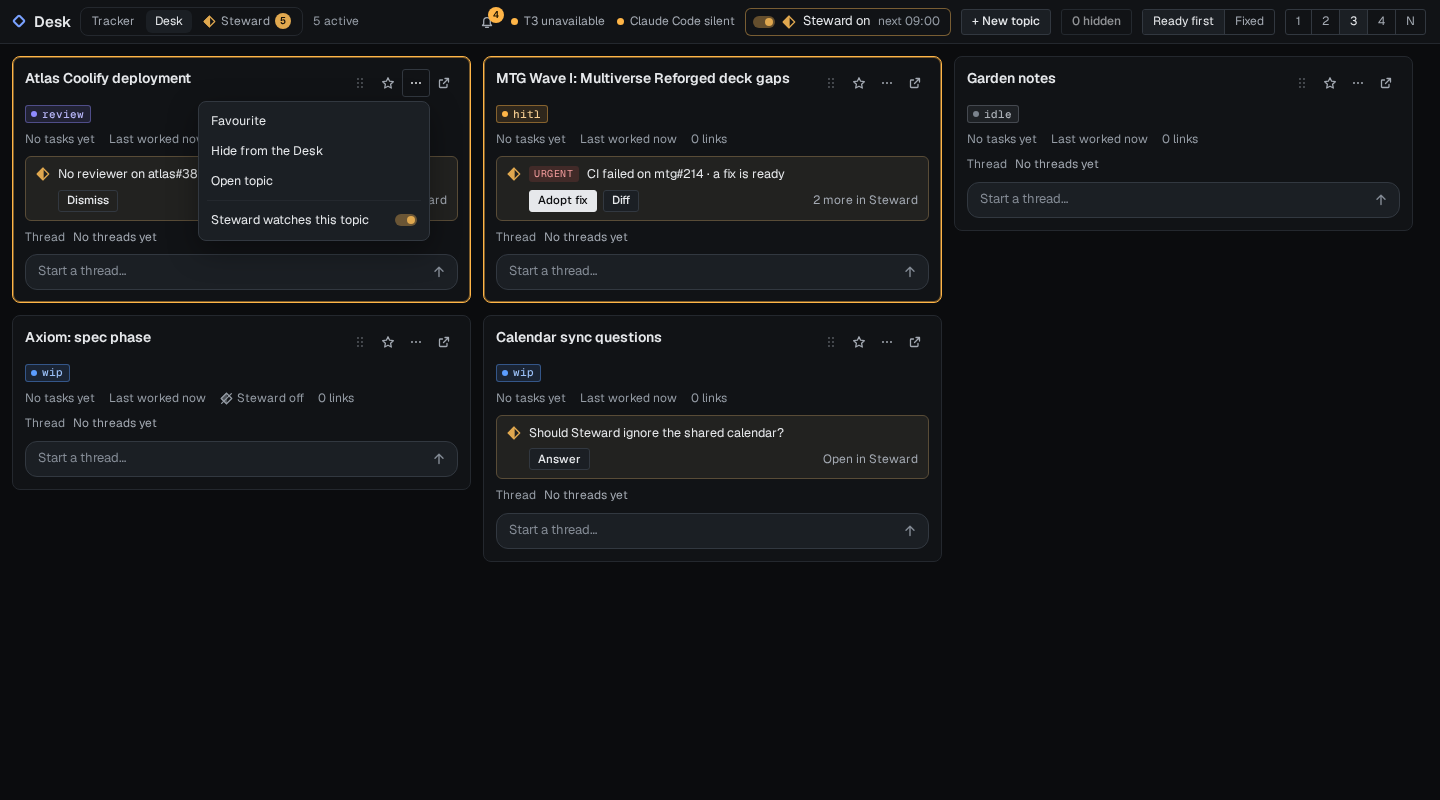 Desk Tracker Desk Steward 5 5 active 4 T3 unavailable Claude Code silent Steward on next 09:00 + New topic 0 hidden Ready first Fixed 1 2 3 4 N
Atlas Coolify deployment
review
No tasks yet Last worked now
No reviewer on atlas#38
Dismiss
Thread No threads yet
Start a thread…
Favourite
Hide from the Desk
Open topic
Steward watches this topic
MTG Wave I: Multiverse Reforged deck gaps
hitl
No tasks yet Last worked now 0 links
URGENT CI failed on mtg#214 · a fix is ready
Adopt fix Diff 2 more in Steward
Thread No threads yet
Start a thread…
Garden notes
idle
No tasks yet Last worked now 0 links
Thread No threads yet
Start a thread…
Axiom: spec phase
wip
No tasks yet Last worked now Steward off 0 links
Thread No threads yet
Start a thread…
Calendar sync questions
wip
No tasks yet Last worked now 0 links
Should Steward ignore the shared calendar?
Answer Open in Steward
Thread No threads yet
Start a thread…